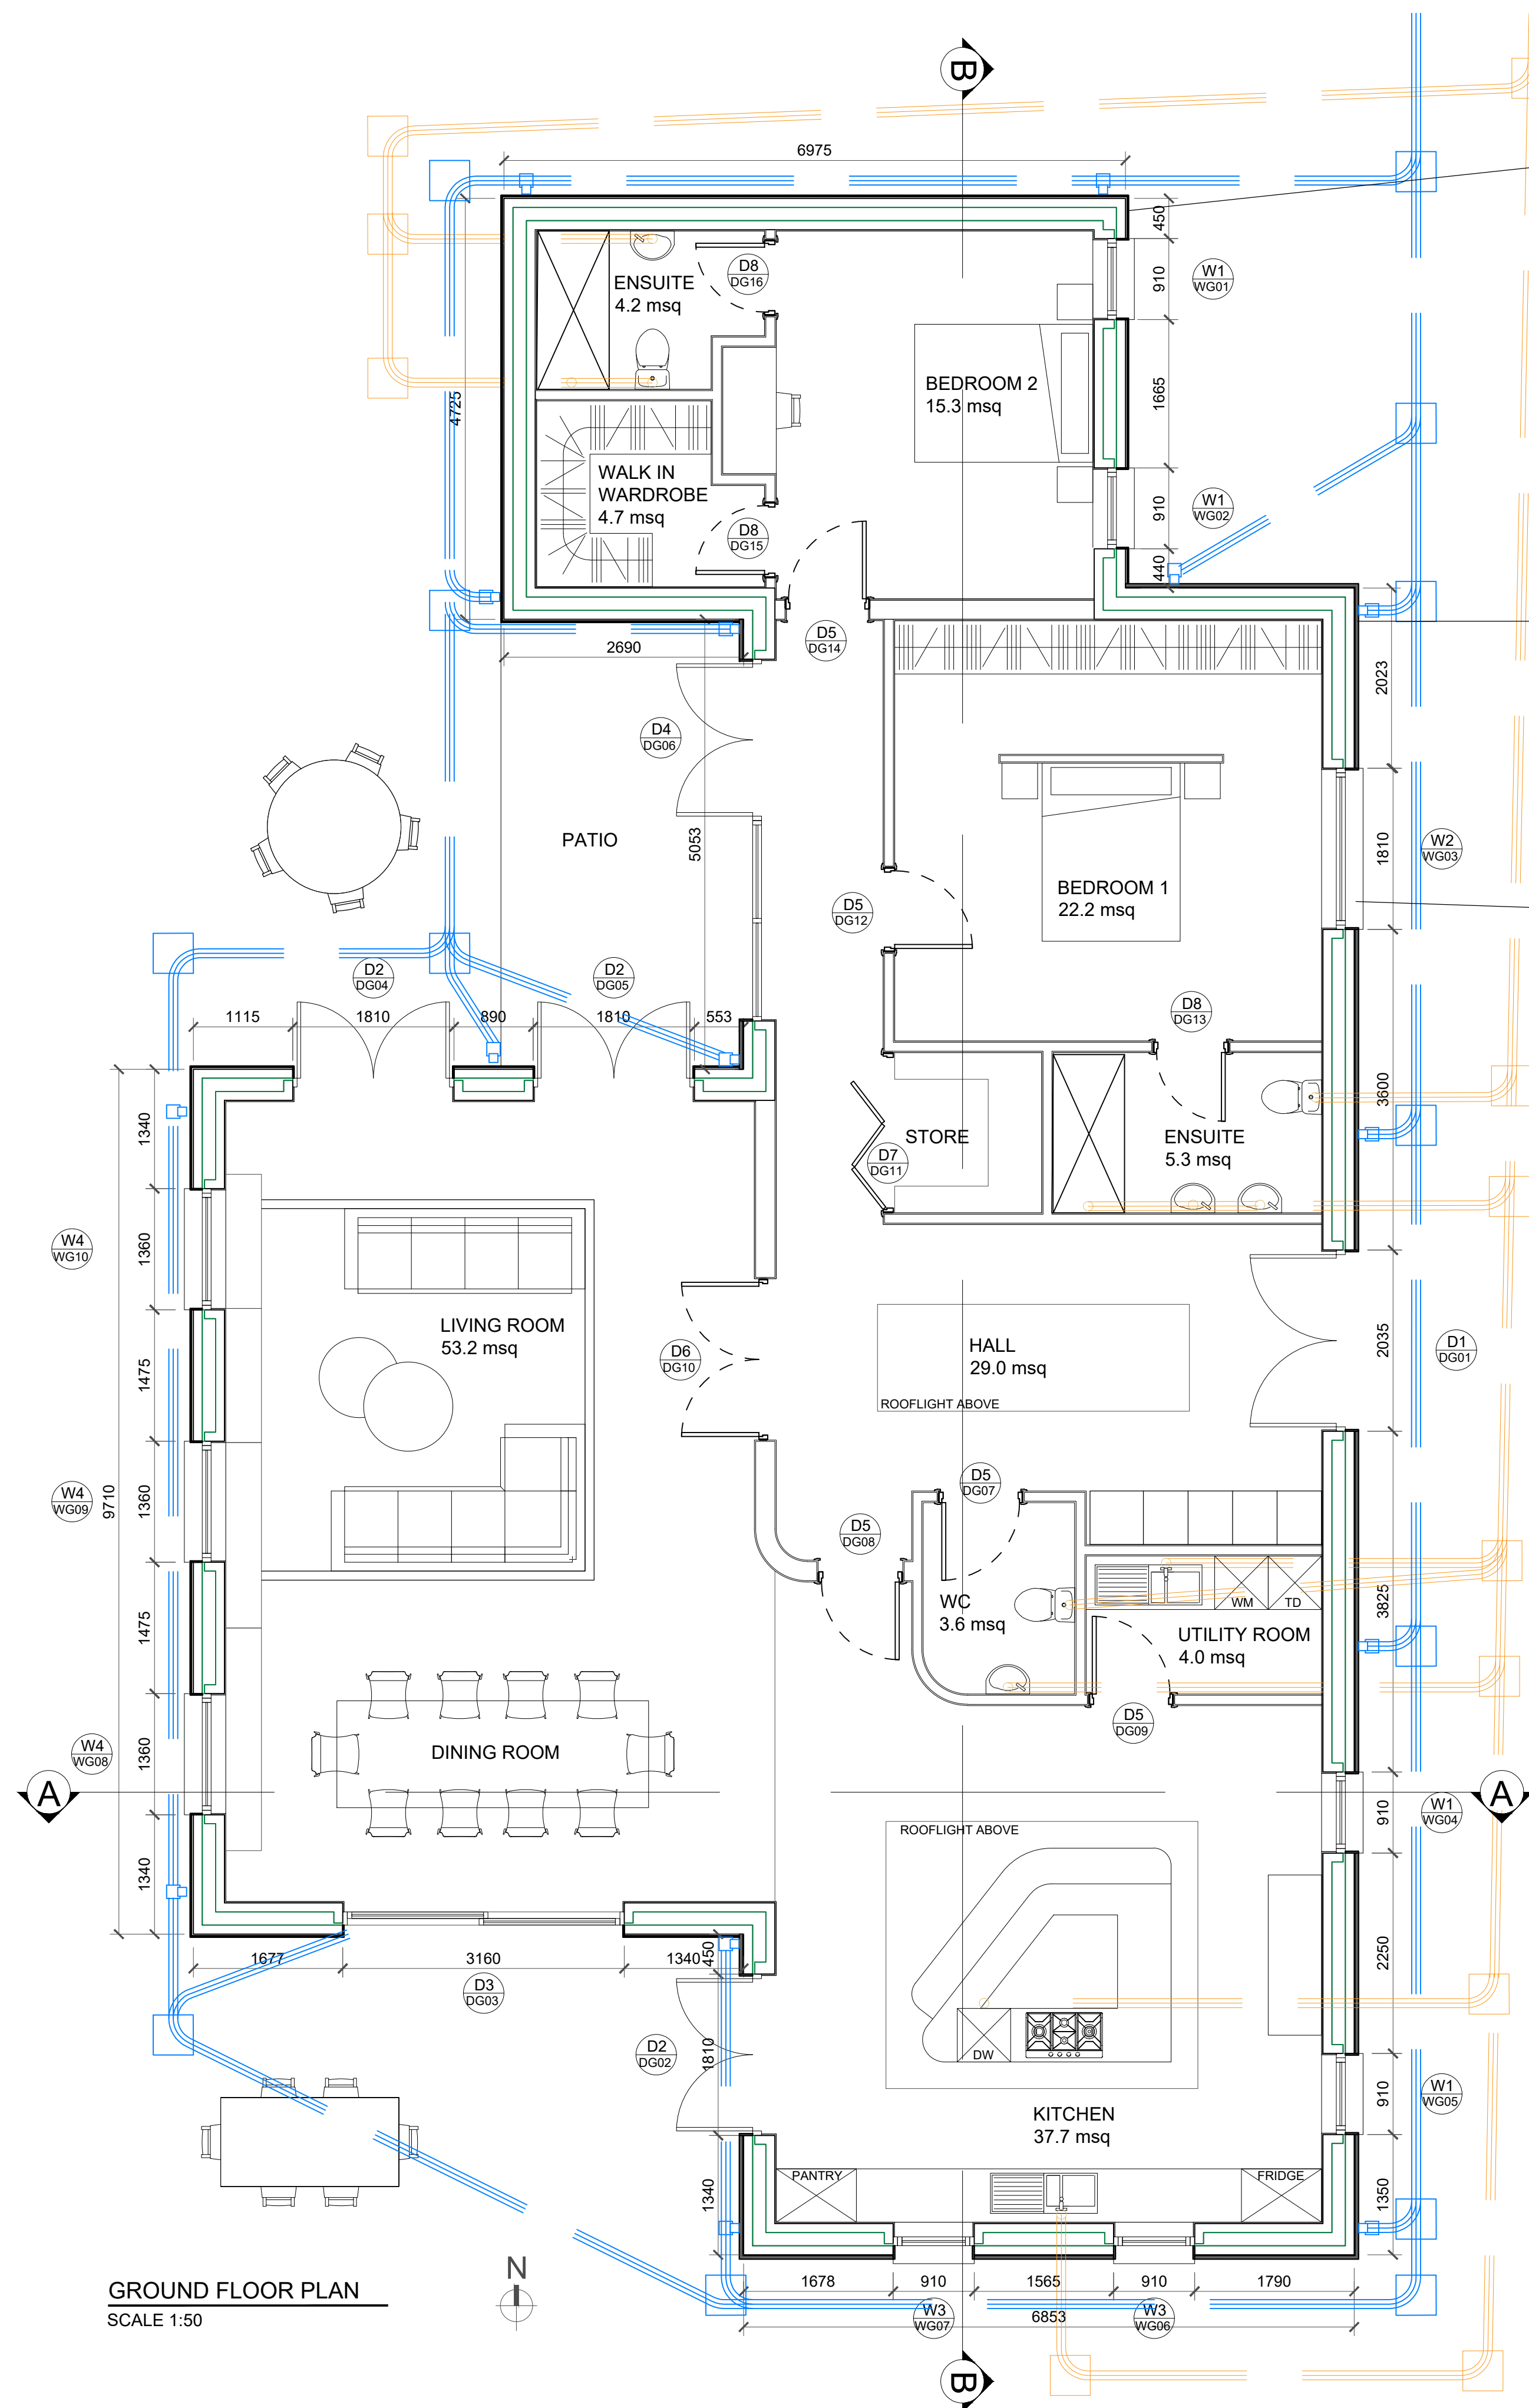 B
6975
450
D8
DG16
W1
WG01
910
ENSUITE
4.2 msq
BEDROOM 2
15.3 msq
1665
4725
WALK IN
WARDROBE
4.7 msq
W1
WG02
910
D8
DG15
440
D5
DG14
2690
2023
D4
DG06
PATIO
5053
W2
WG03
1810
BEDROOM 1
22.2 msq
D5
DG12
D2
DG04
D2
DG05
D8
DG13
1115
1810
890
1810
553
3600
1340
STORE
ENSUITE
5.3 msq
D7
DG11
W4
WG10
1360
LIVING ROOM
53.2 msq
D6
DG10
HALL
29.0 msq
2035
D1
DG01
1475
ROOFLIGHT ABOVE
W4
WG09
9710
1360
D5
DG07
D5
DG08
WC
3.6 msq
WM
TD
3825
1475
UTILITY ROOM
4.0 msq
D5
DG09
W4
WG08
1360
DINING ROOM
A
A
910
W1
WG04
ROOFLIGHT ABOVE
1340
1677
3160
1340
450
2250
D3
DG03
D2
DG02
1810
DW
910
W1
WG05
KITCHEN
37.7 msq
PANTRY
FRIDGE
1340
1350
N
GROUND FLOOR PLAN
SCALE 1:50
1678
910
1565
910
1790
W3
WG07
6853
W3
WG06
B